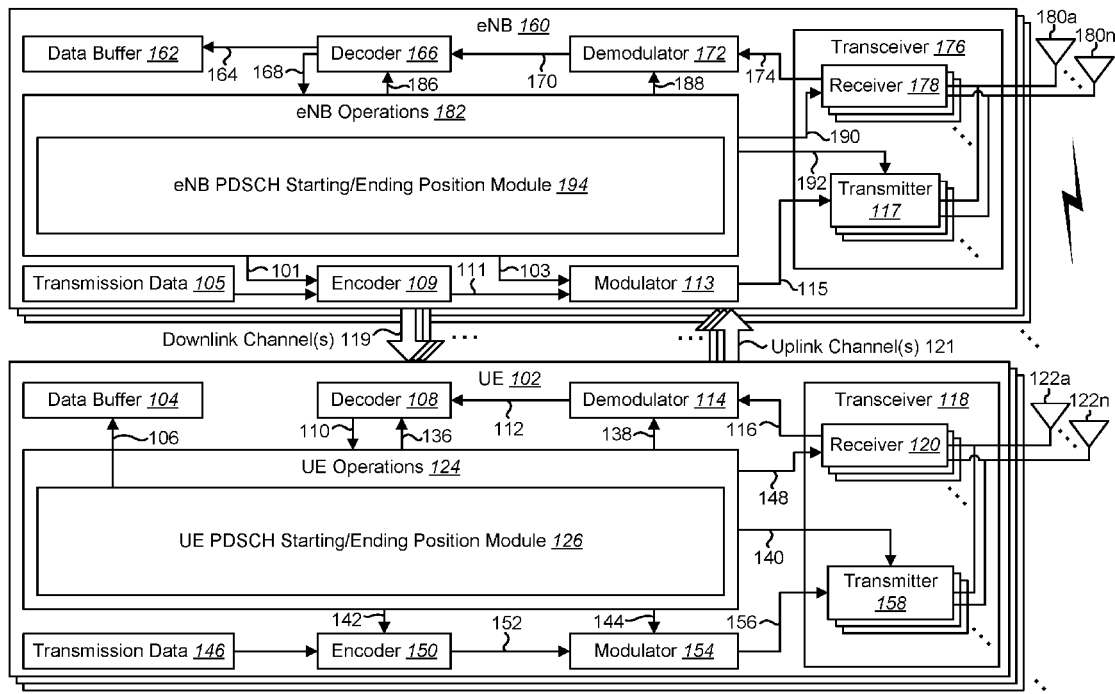 eNB 160
180a
180n
Data Buffer 162
Decoder 166
Demodulator 172
Transceiver 176
164
168
186
170
188
174
Receiver 178
eNB Operations 182
190
eNB PDSCH Starting/Ending Position Module 194
192
Transmitter
117
101
103
Transmission Data 105
Encoder 109
111
Modulator 113
115
Downlink Channel(s) 119
Uplink Channel(s) 121
UE 102
122a
122n
Data Buffer 104
Decoder 108
Demodulator 114
Transceiver 118
106
110
136
112
138
116
Receiver 120
UE Operations 124
148
UE PDSCH Starting/Ending Position Module 126
140
Transmitter
158
142
152
144
156
Transmission Data 146
Encoder 150
Modulator 154